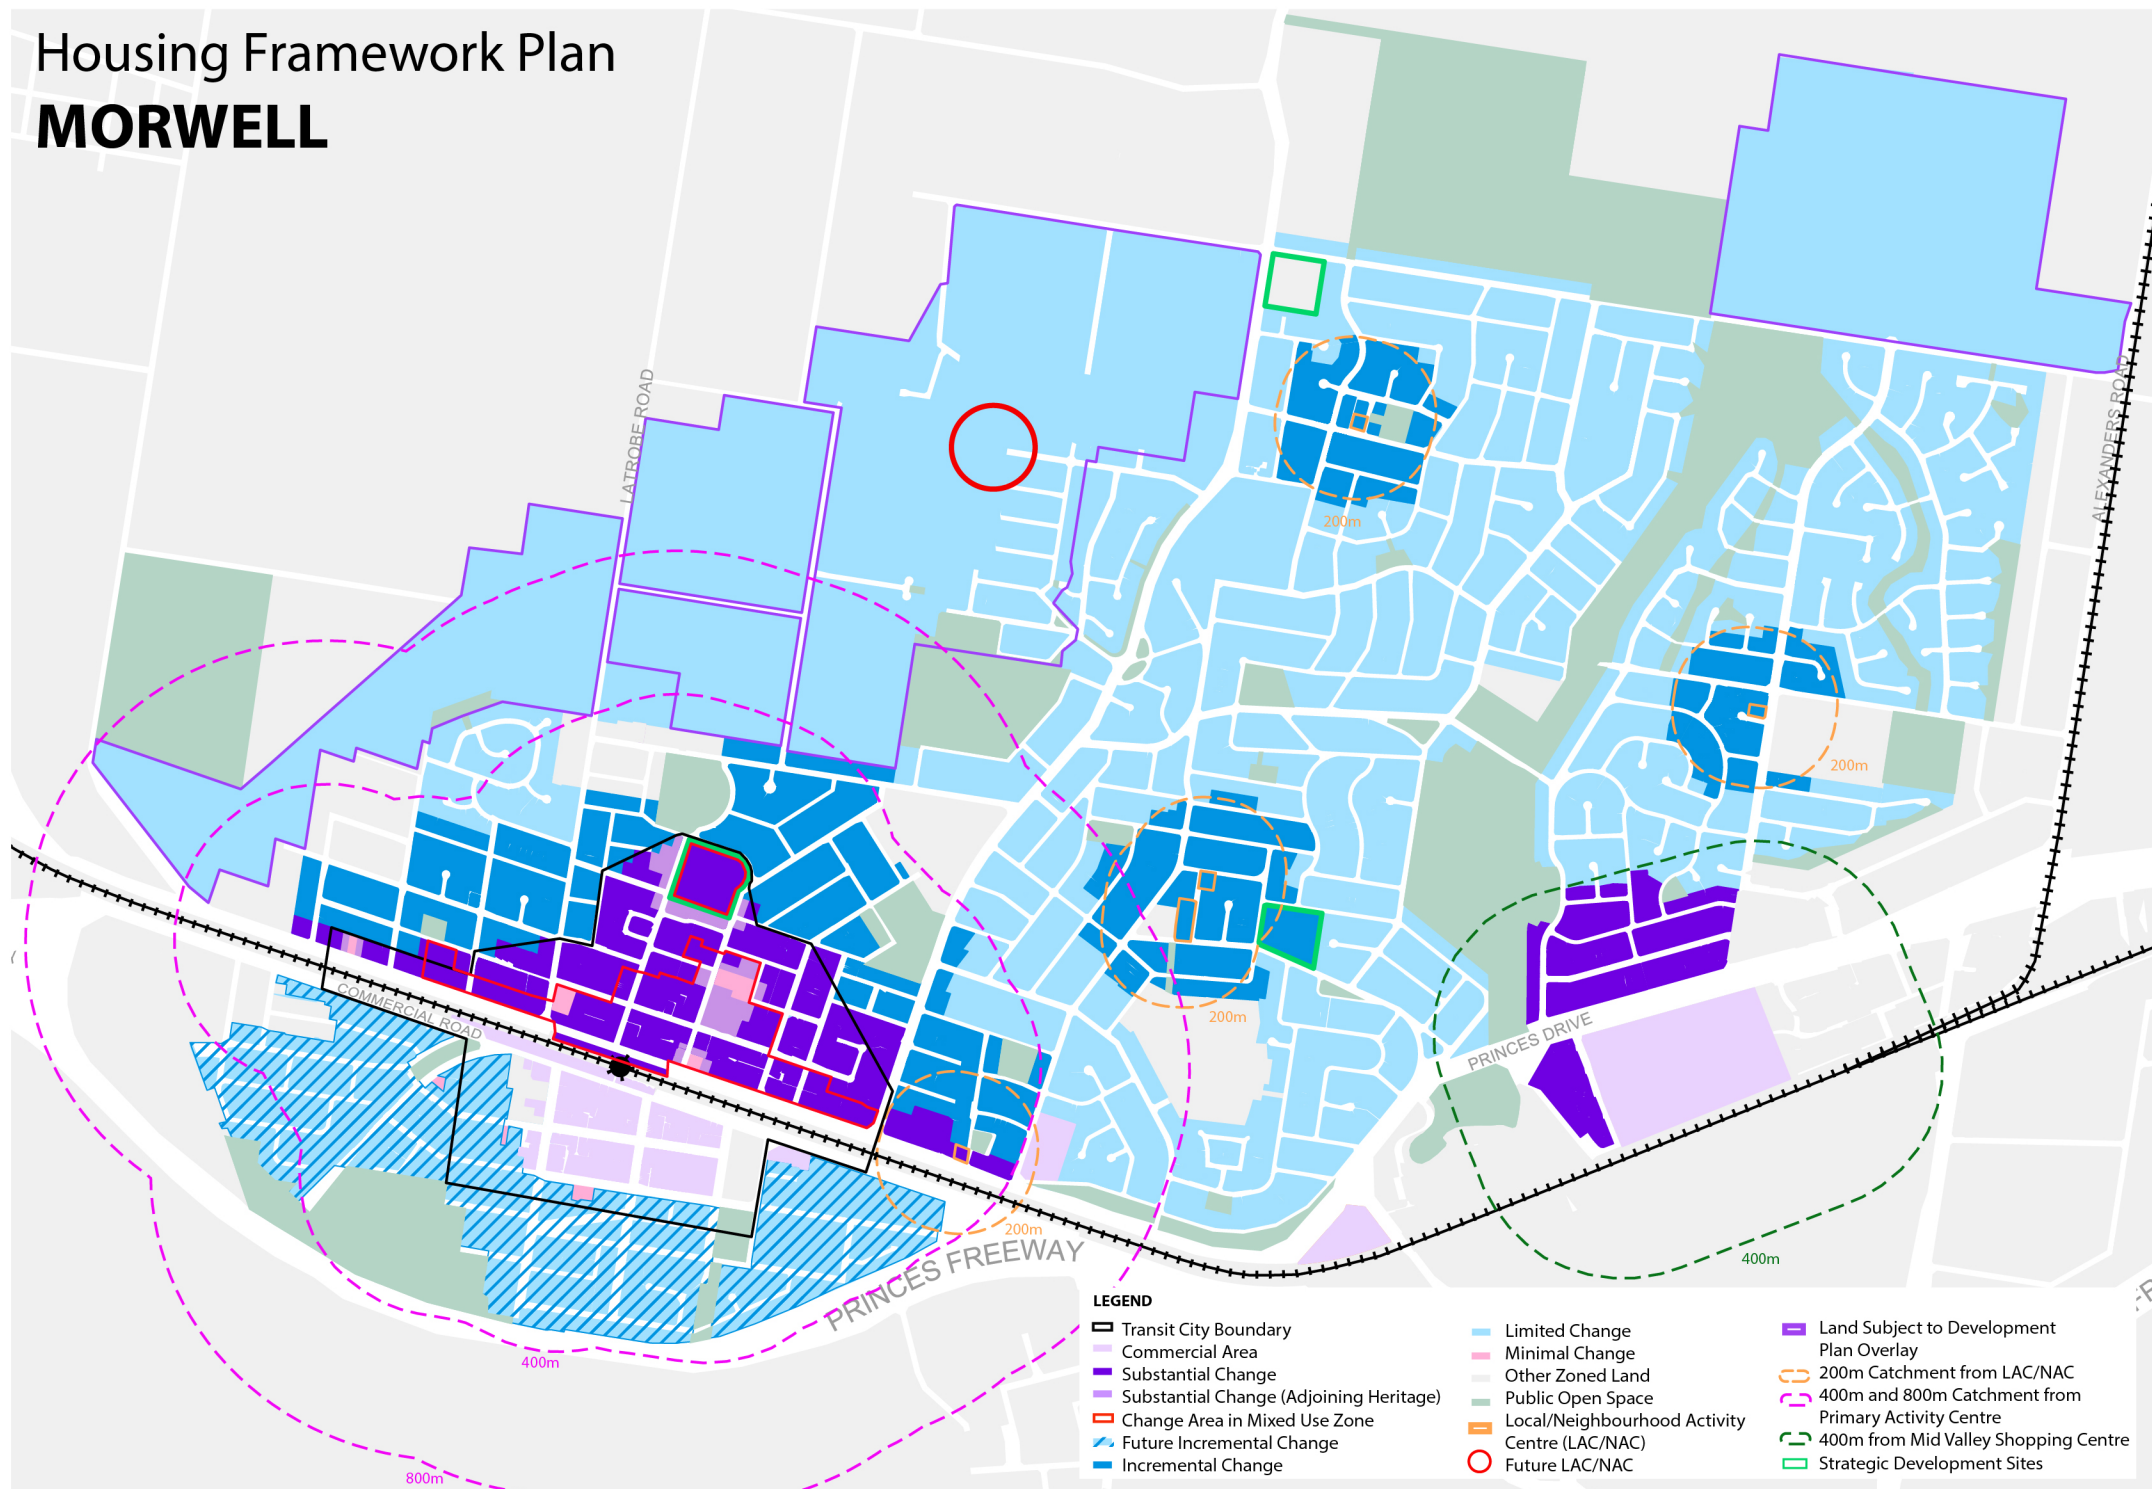 Housing Framework Plan
MORWELL
LATROBE ROAD
ALEXANDERS ROAD
200m
200m
COMMERCIAL ROAD
200m
PRINCES DRIVE
200m
PRINCES FREEWAY
400m
400m
800m
LEGEND
Transit City Boundary
Commercial Area
Substantial Change
Substantial Change (Adjoining Heritage)
Change Area in Mixed Use Zone
Future Incremental Change
Incremental Change
Limited Change
Minimal Change
Other Zoned Land
Public Open Space
Local/Neighbourhood Activity
Centre (LAC/NAC)
Future LAC/NAC
Land Subject to Development
Plan Overlay
200m Catchment from LAC/NAC
400m and 800m Catchment from
Primary Activity Centre
400m from Mid Valley Shopping Centre
Strategic Development Sites